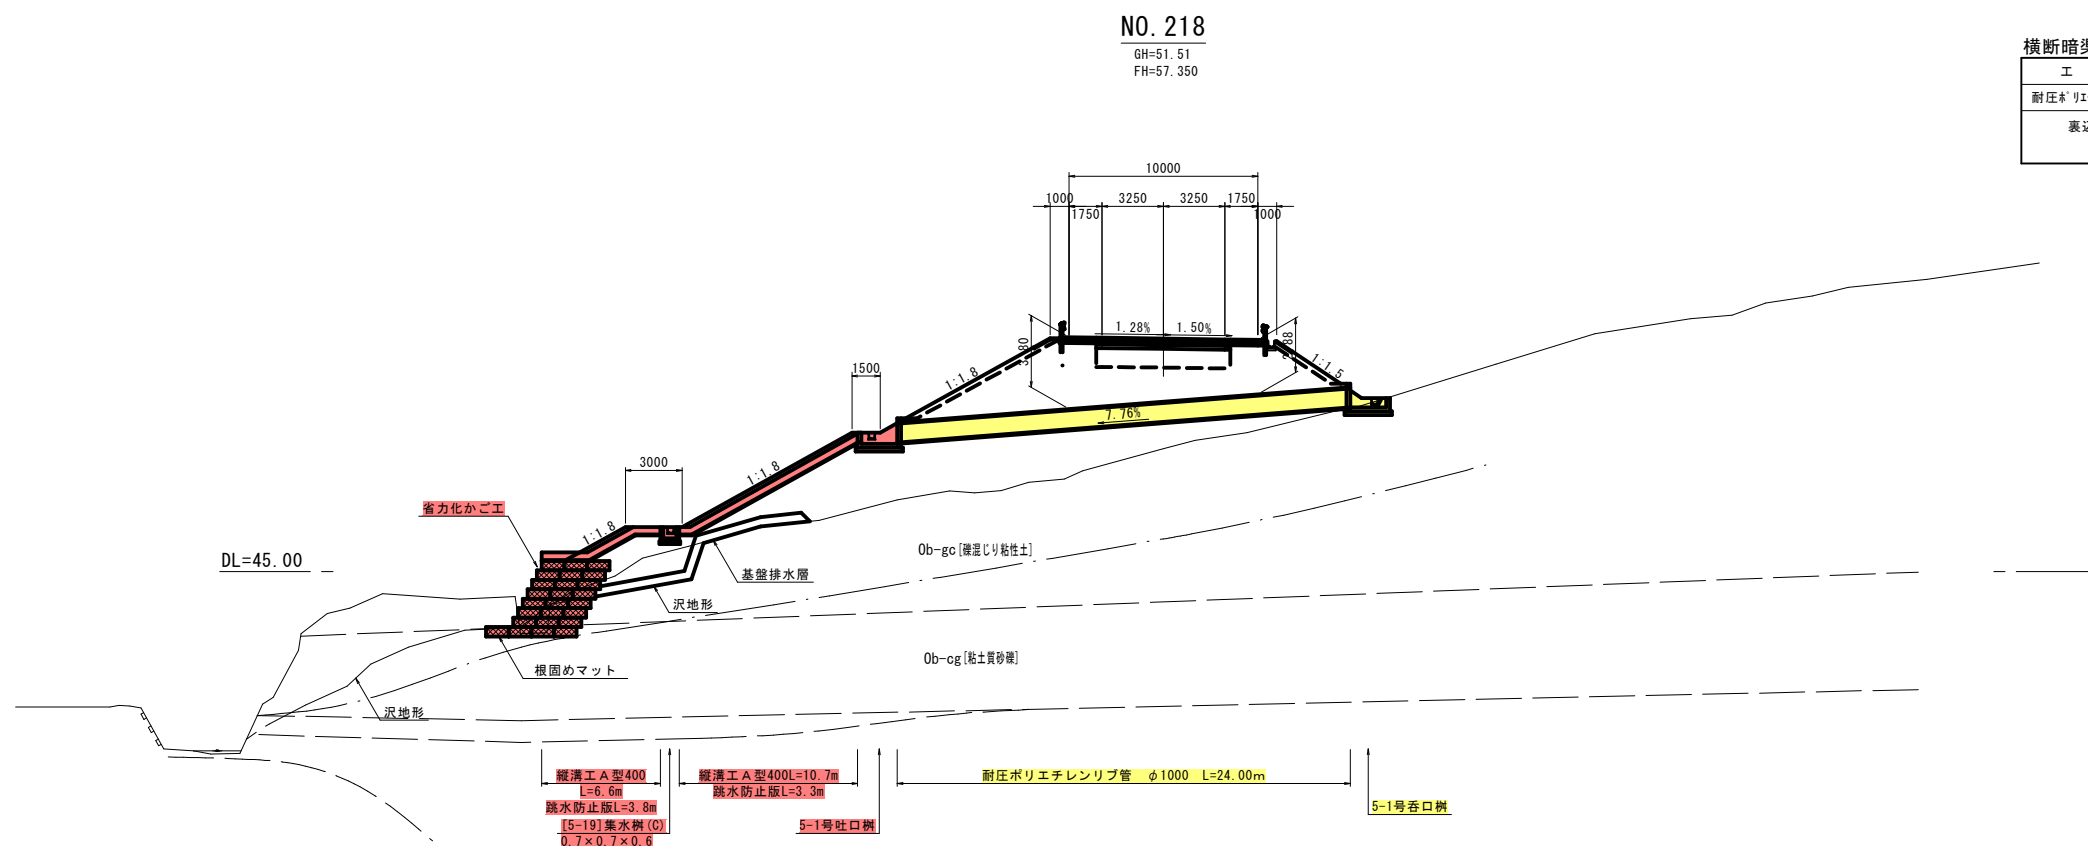 NO.218
GH=51.51
FH=57.350
横断暗
工
耐圧ポリエ
裏込
10000
1000 3250 3250 1750
1750 1000
1.28% 1.50%
1500
1:1.8
1:1.5
7.76%
1:1.8
3000
省力化かご工
1:1.8
DL=45.00
Ob-gc[礫混じり粘性土]
基盤排水層
沢地形
Ob-cg[粘土質砂礫]
根固めマット
沢地形
縦溝工A型400
L=6.6m
跳水防止版L=3.8m
[5-19]集水桝(C)
0.7×0.7×0.6
縦溝工A型400L=10.7m
跳水防止版L=3.3m
5-1号吐口桝
耐圧ポリエチレンリブ管 φ1000 L=24.00m
5-1号呑口桝